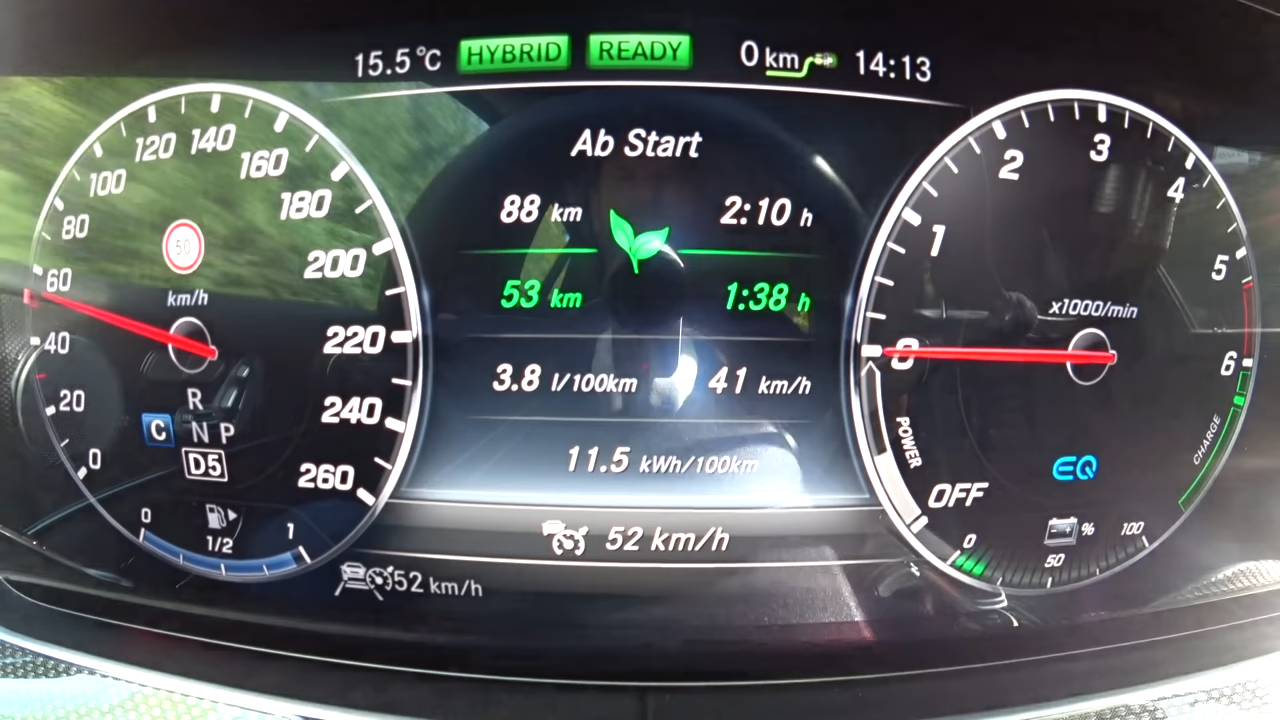 15.5°C HYBRID READY 0 km 14:13
Ab Start
88 km 2:10 h
53 km 1:38 h
3.8 l/100km 41 km/h
11.5 kWh/100km
52 km/h
52 km/h
0 20 40 60 80 100 120 140 160 180 200 220 240 260
50
km/h
R
C N P
D5
0 1/2 1
0 1 2 3 4 5 6
x1000/min
POWER
CHARGE
EQ
OFF
%
0 50 100